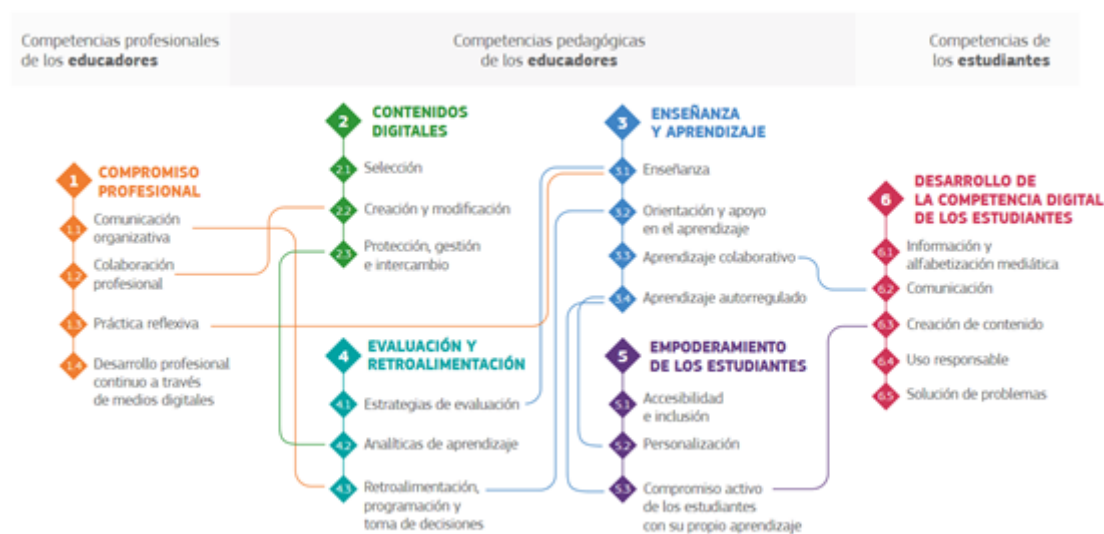 Competencias profesionales
de los educadores
Competencias pedagógicas
de los educadores
Competencias de
los estudiantes
1
COMPROMISO
PROFESIONAL
1.1
Comunicación
organizativa
1.2
Colaboración
profesional
1.3
Práctica reflexiva
1.4
Desarrollo profesional
continuo a través
de medios digitales
2
CONTENIDOS
DIGITALES
2.1
Selección
2.2
Creación y modificación
2.3
Protección, gestión
e intercambio
4
EVALUACIÓN Y
RETROALIMENTACIÓN
4.1
Estrategias de evaluación
4.2
Analíticas de aprendizaje
4.3
Retroalimentación,
programación y
toma de decisiones
3
ENSEÑANZA
Y APRENDIZAJE
3.1
Enseñanza
3.2
Orientación y apoyo
en el aprendizaje
3.3
Aprendizaje colaborativo
3.4
Aprendizaje autorregulado
5
EMPODERAMIENTO
DE LOS ESTUDIANTES
5.1
Accesibilidad
e inclusión
5.2
Personalización
5.3
Compromiso activo
de los estudiantes
con su propio aprendizaje
6
DESARROLLO DE
LA COMPETENCIA DIGITAL
DE LOS ESTUDIANTES
6.1
Información y
alfabetización mediática
6.2
Comunicación
6.3
Creación de contenido
6.4
Uso responsable
6.5
Solución de problemas